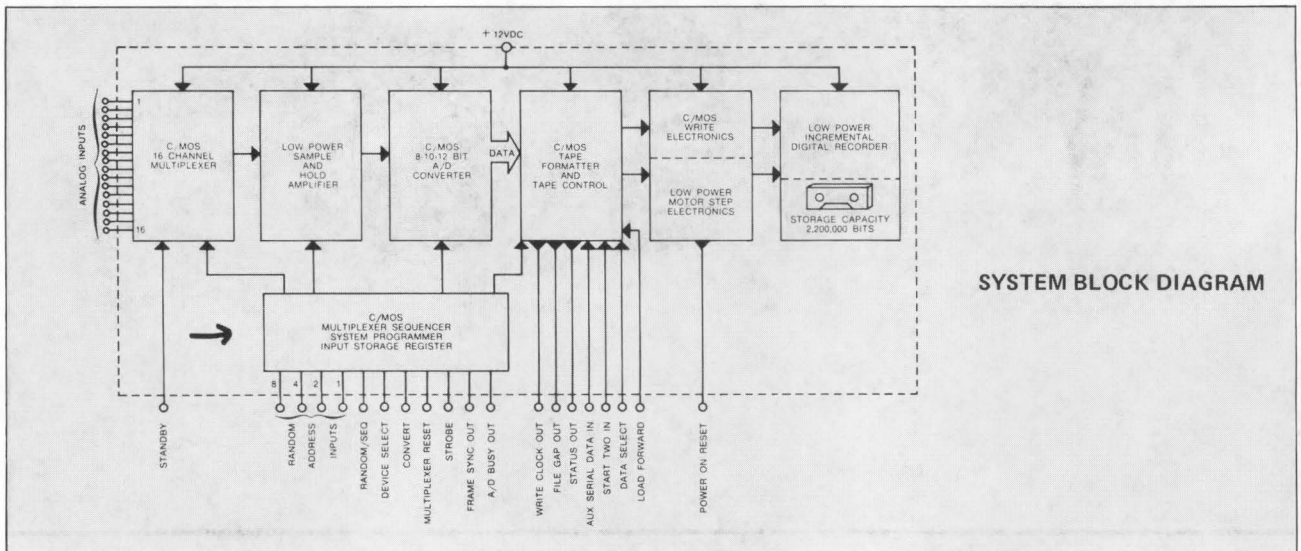 + 12VDC
ANALOG INPUTS
1
16
C/MOS
16 CHANNEL
MULTIPLEXER
LOW POWER
SAMPLE
AND
HOLD
AMPLIFIER
C/MOS
8-10-12 BIT
A/D
CONVERTER
DATA
C/MOS
TAPE
FORMATTER
AND
TAPE CONTROL
C/MOS
WRITE
ELECTRONICS
LOW POWER
MOTOR STEP
ELECTRONICS
LOW POWER
INCREMENTAL
DIGITAL RECORDER
STORAGE CAPACITY
2,200,000 BITS
SYSTEM BLOCK DIAGRAM
C/MOS
MULTIPLEXER SEQUENCER
SYSTEM PROGRAMMER
INPUT STORAGE REGISTER
8 4 2 1
STANDBY
RANDOM
ADDRESS
INPUTS
RANDOM/SEQ
DEVICE SELECT
CONVERT
MULTIPLEXER RESET
STROBE
FRAME SYNC OUT
A/D BUSY OUT
WRITE CLOCK OUT
FILE GAP OUT
STATUS OUT
AUX SERIAL DATA IN
START TWO IN
DATA SELECT
LOAD FORWARD
POWER ON RESET